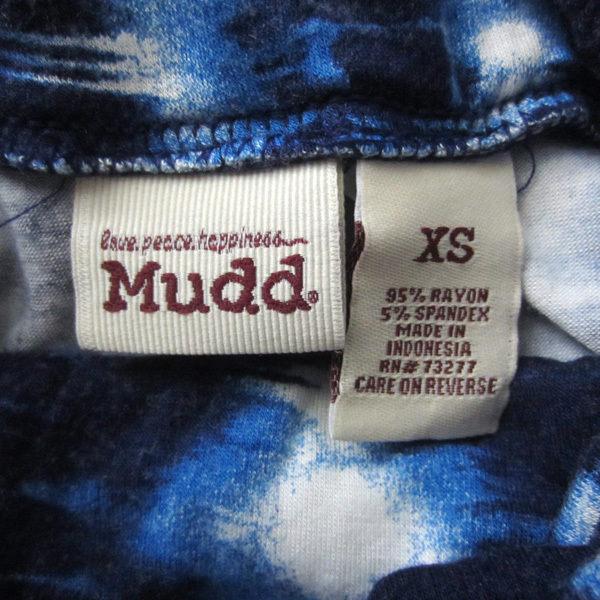 love.peace.happiness.
Mudd®
XS
95% RAYON
5% SPANDEX
MADE IN
INDONESIA
RN# 73277
CARE ON REVERSE